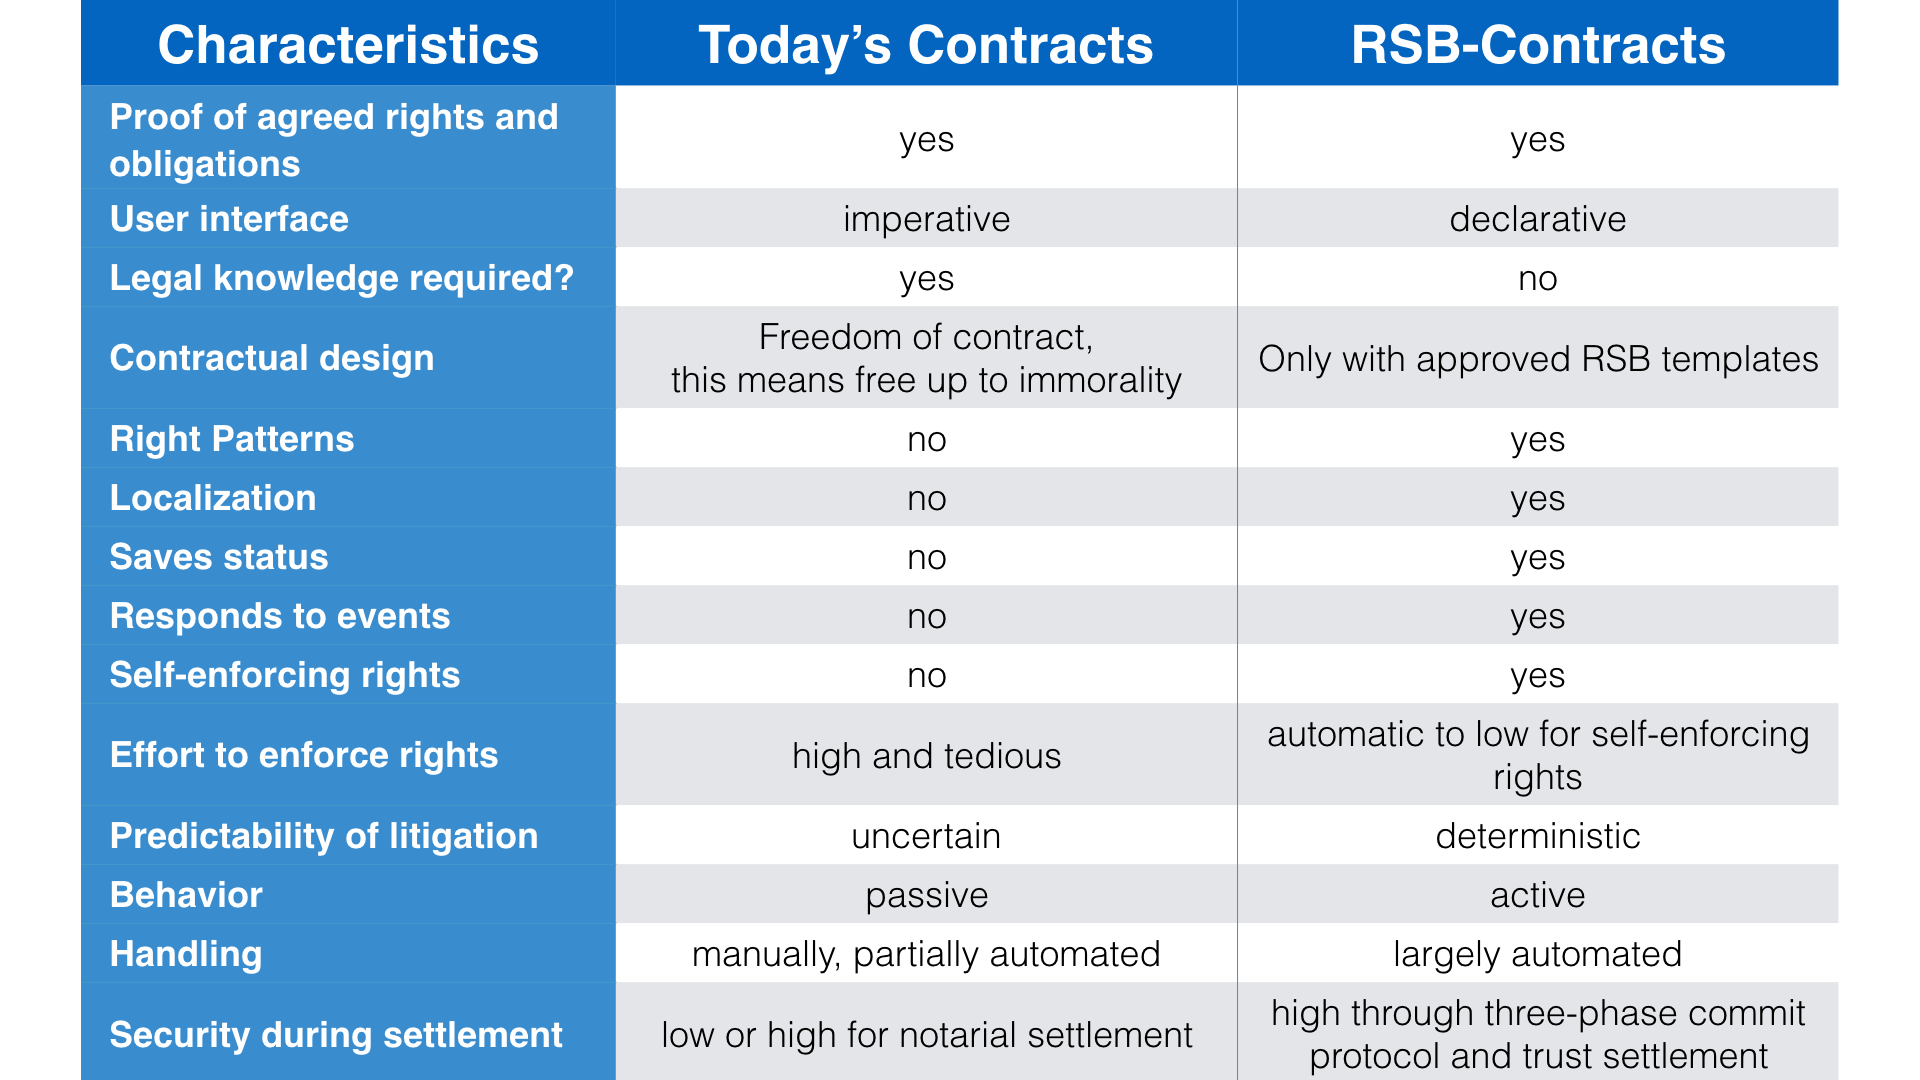 Characteristics Today’s Contracts RSB-Contracts
Proof of agreed rights and
obligations
yes yes
User interface imperative declarative
Legal knowledge required? yes no
Contractual design
Freedom of contract,
this means free up to immorality
Only with approved RSB templates
Right Patterns no yes
Localization no yes
Saves status no yes
Responds to events no yes
Self-enforcing rights no yes
Effort to enforce rights high and tedious
automatic to low for self-enforcing
rights
Predictability of litigation uncertain deterministic
Behavior passive active
Handling manually, partially automated largely automated
Security during settlement low or high for notarial settlement
high through three-phase commit
protocol and trust settlement